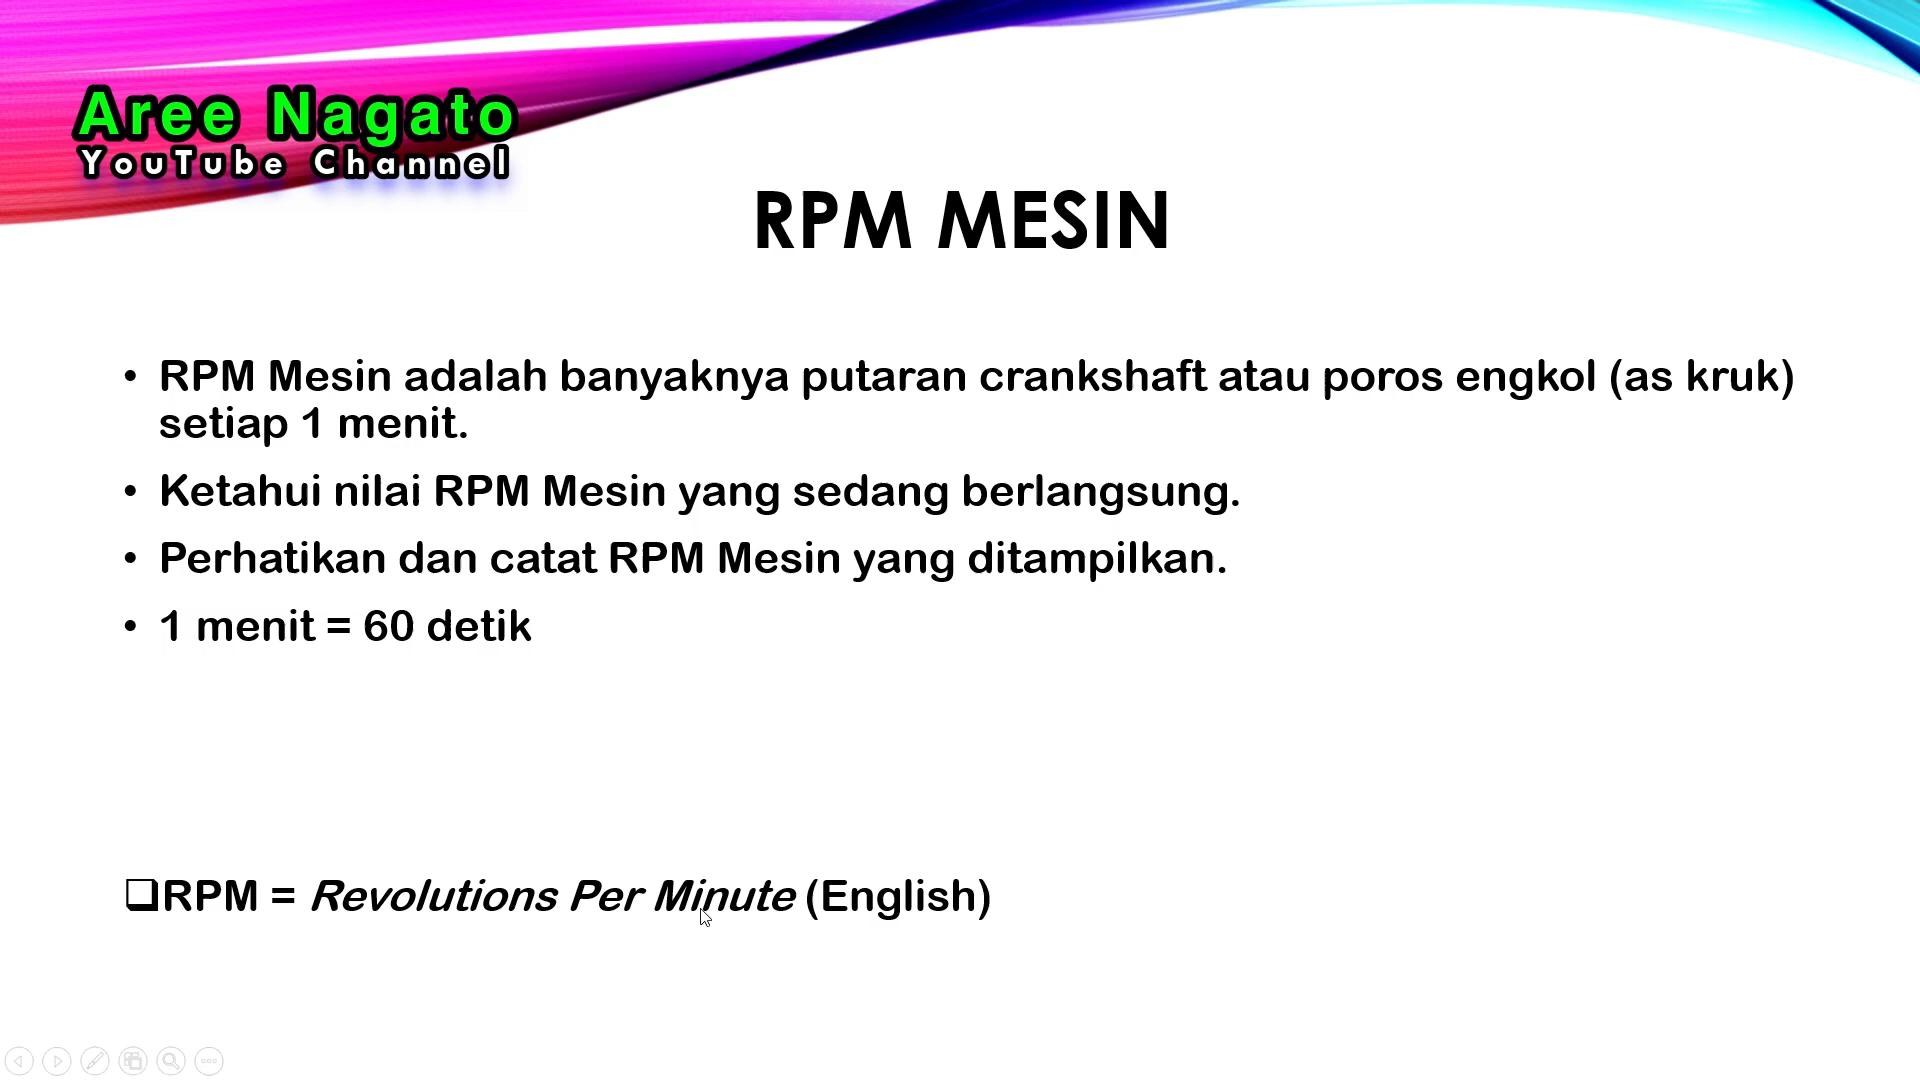 Aree Nagato
YouTube Channel
RPM MESIN
• RPM Mesin adalah banyaknya putaran crankshaft atau poros engkol (as kruk)
setiap 1 menit.
• Ketahui nilai RPM Mesin yang sedang berlangsung.
• Perhatikan dan catat RPM Mesin yang ditampilkan.
• 1 menit = 60 detik
❑RPM = Revolutions Per Minute (English)